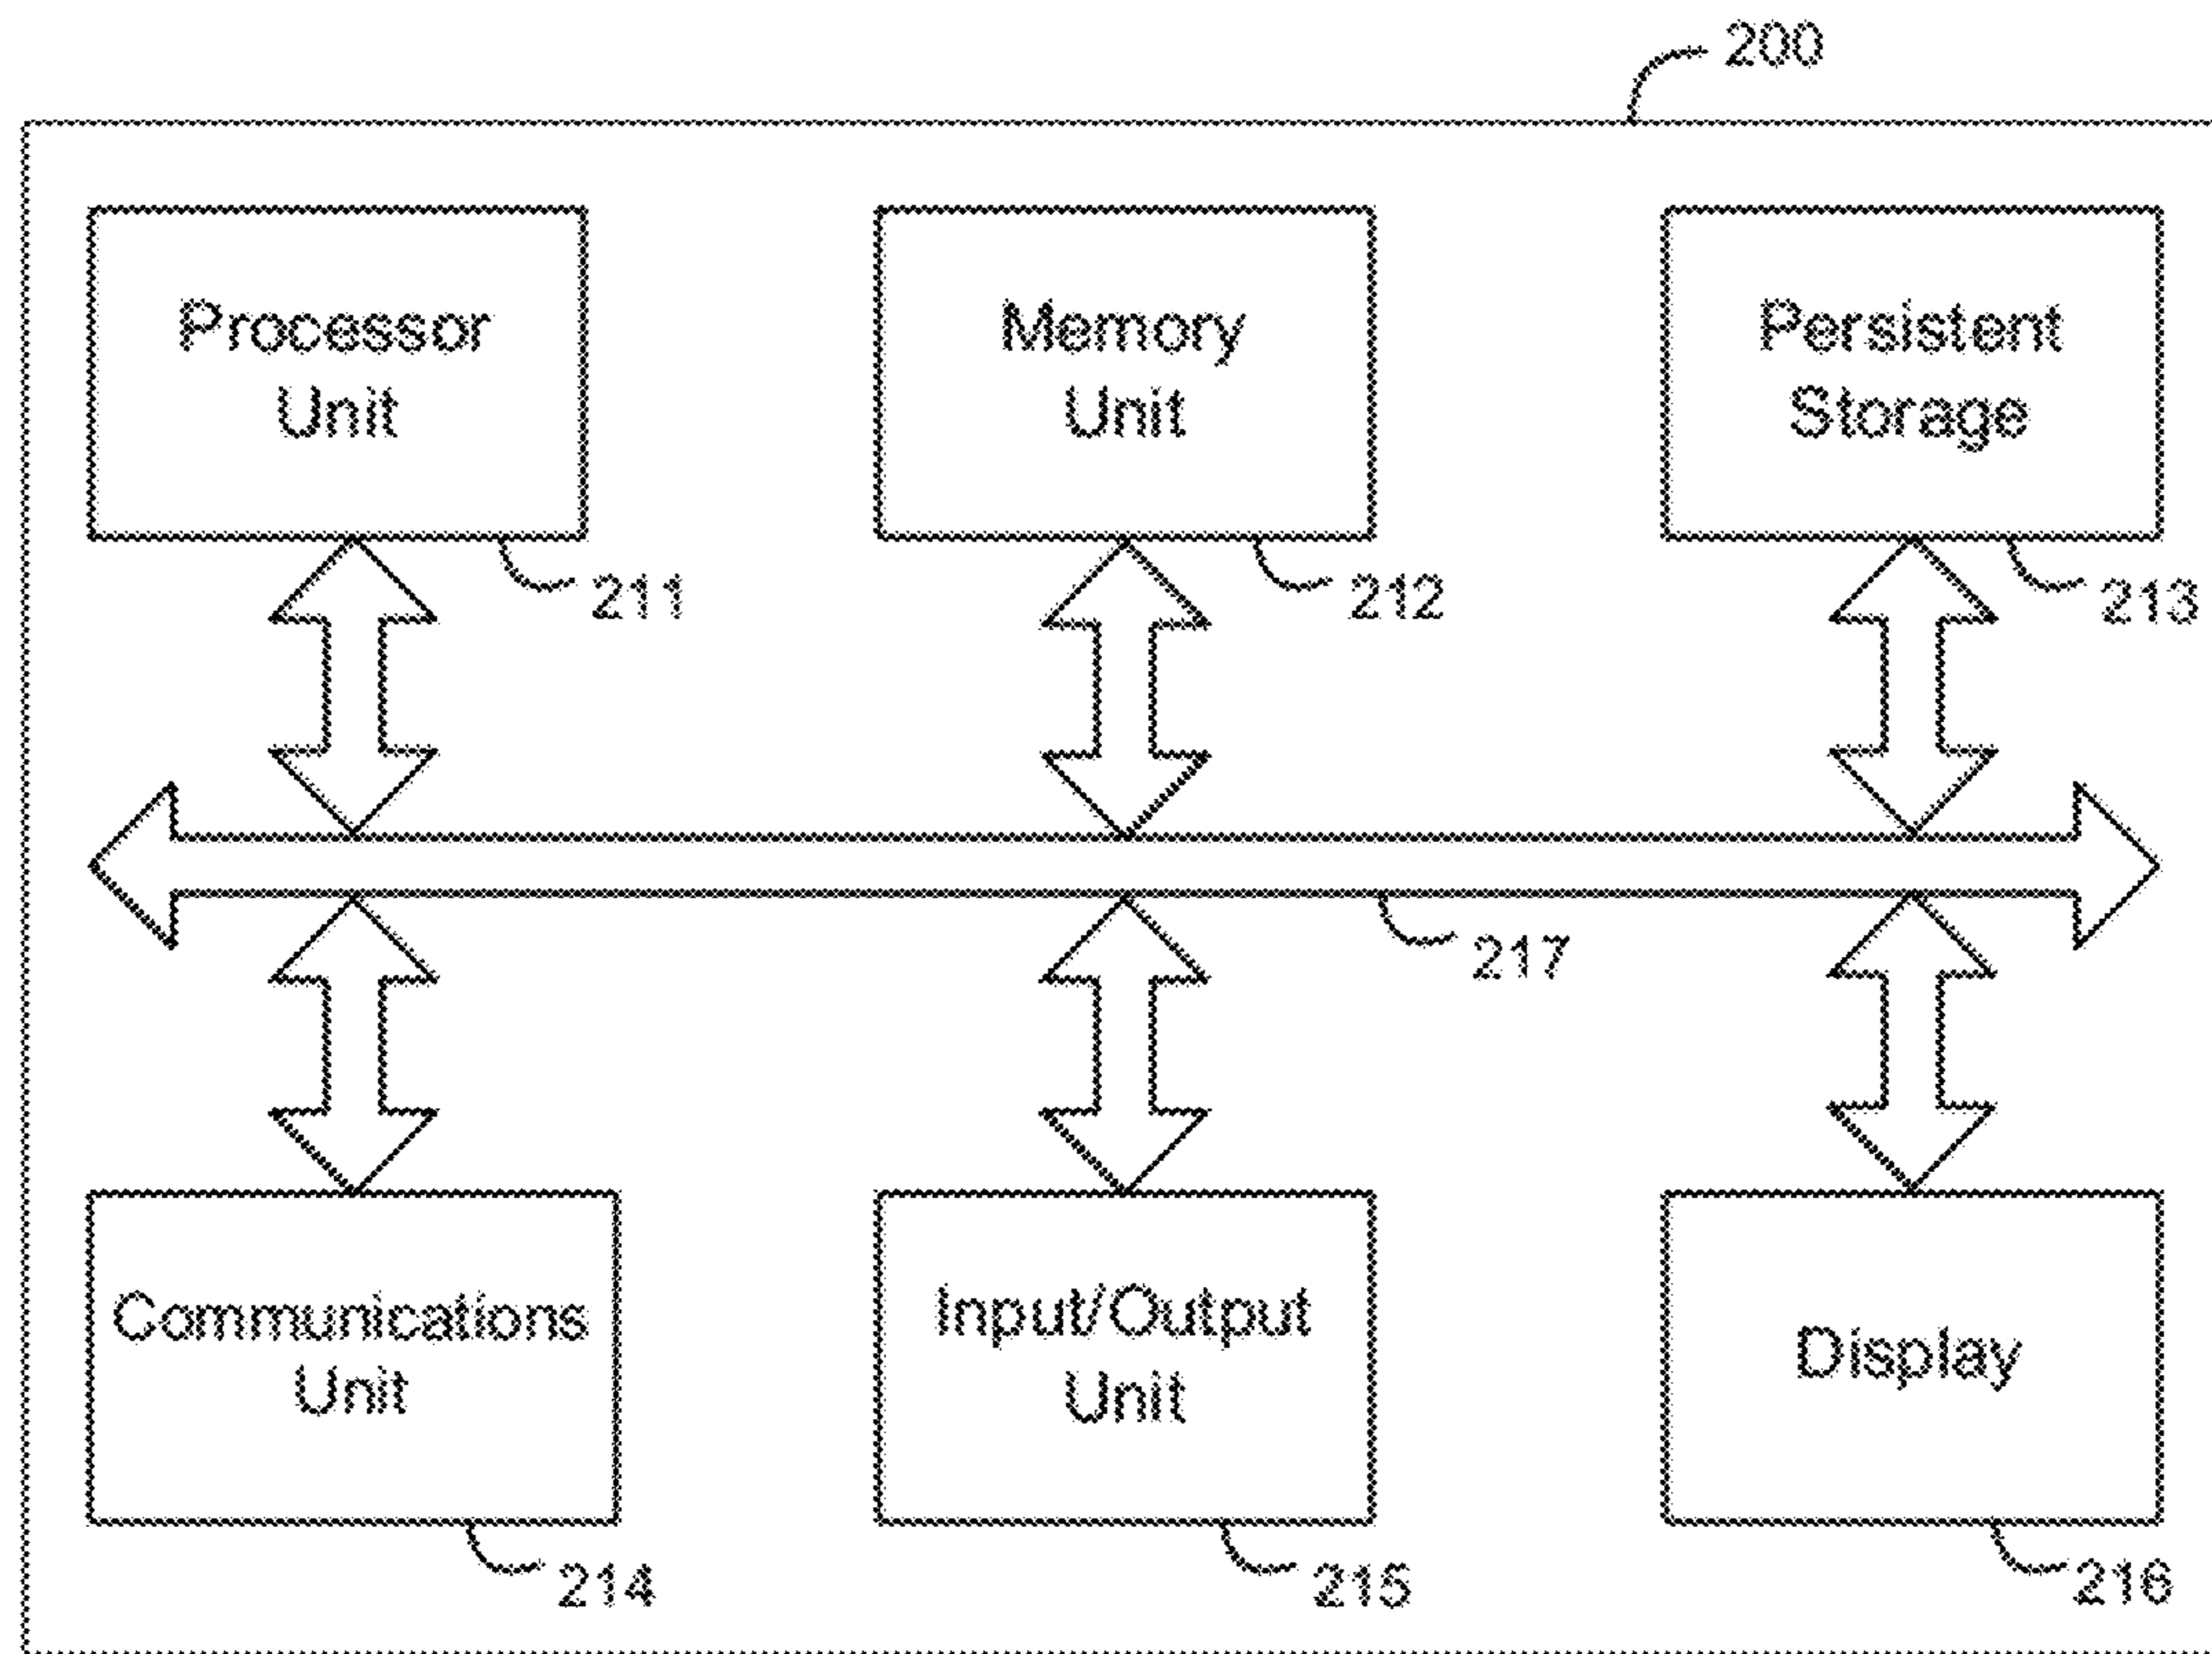 200
Processor
Unit
Memory
Unit
Persistent
Storage
211
212
213
217
Communications
Unit
Input/Output
Unit
Display
214
215
216